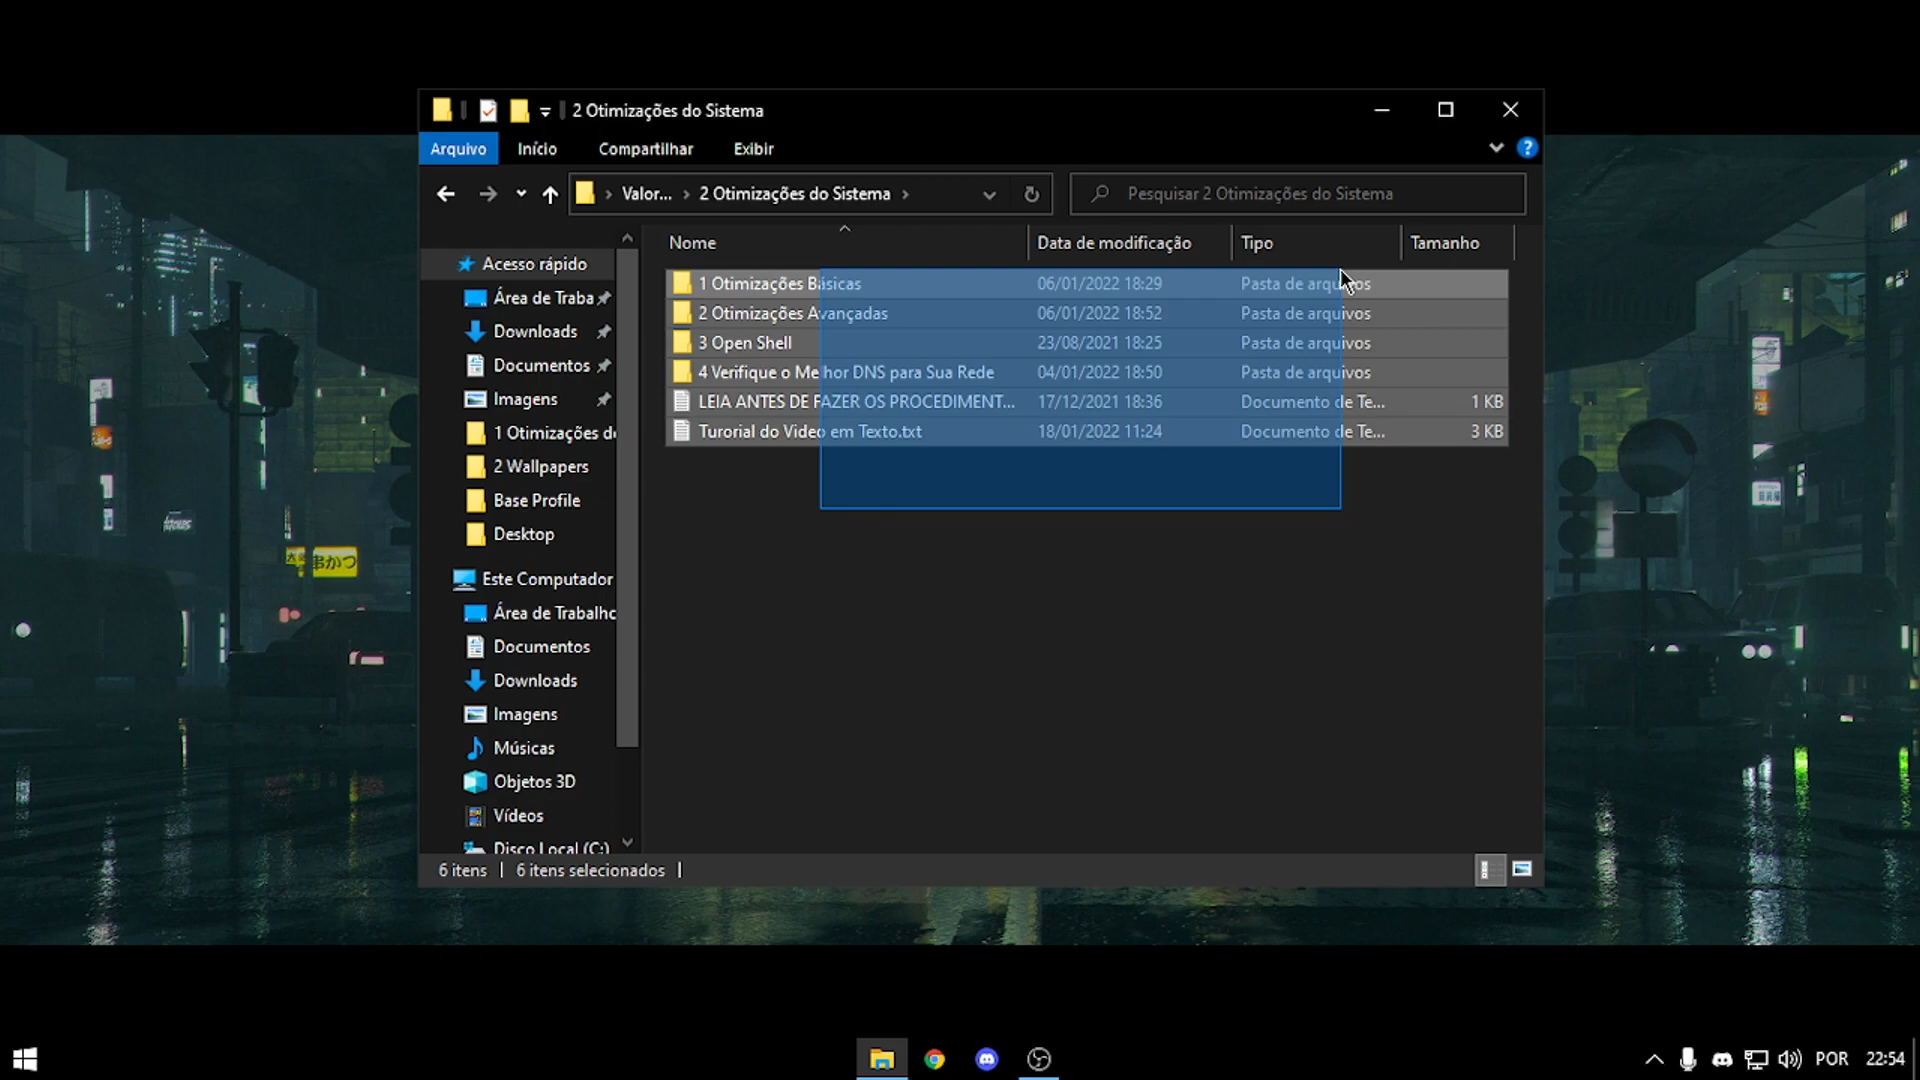 2 Otimizações do Sistema
Arquivo Início Compartilhar Exibir
Valor... 2 Otimizações do Sistema Pesquisar 2 Otimizações do Sistema
Nome Data de modificação Tipo Tamanho
Acesso rápido
Área de Traba
Downloads
Documentos
Imagens
1 Otimizações d
2 Wallpapers
Base Profile
Desktop
Este Computador
Área de Trabalho
Documentos
Downloads
Imagens
Músicas
Objetos 3D
Vídeos
Disco Local (C:)
1 Otimizações Básicas 06/01/2022 18:29 Pasta de arquivos
2 Otimizações Avançadas 06/01/2022 18:52 Pasta de arquivos
3 Open Shell 23/08/2021 18:25 Pasta de arquivos
4 Verifique o Melhor DNS para Sua Rede 04/01/2022 18:50 Pasta de arquivos
LEIA ANTES DE FAZER OS PROCEDIMENT... 17/12/2021 18:36 Documento de Te... 1 KB
Turorial do Video em Texto.txt 18/01/2022 11:24 Documento de Te... 3 KB
6 itens 6 itens selecionados
串かつ
POR 22:54